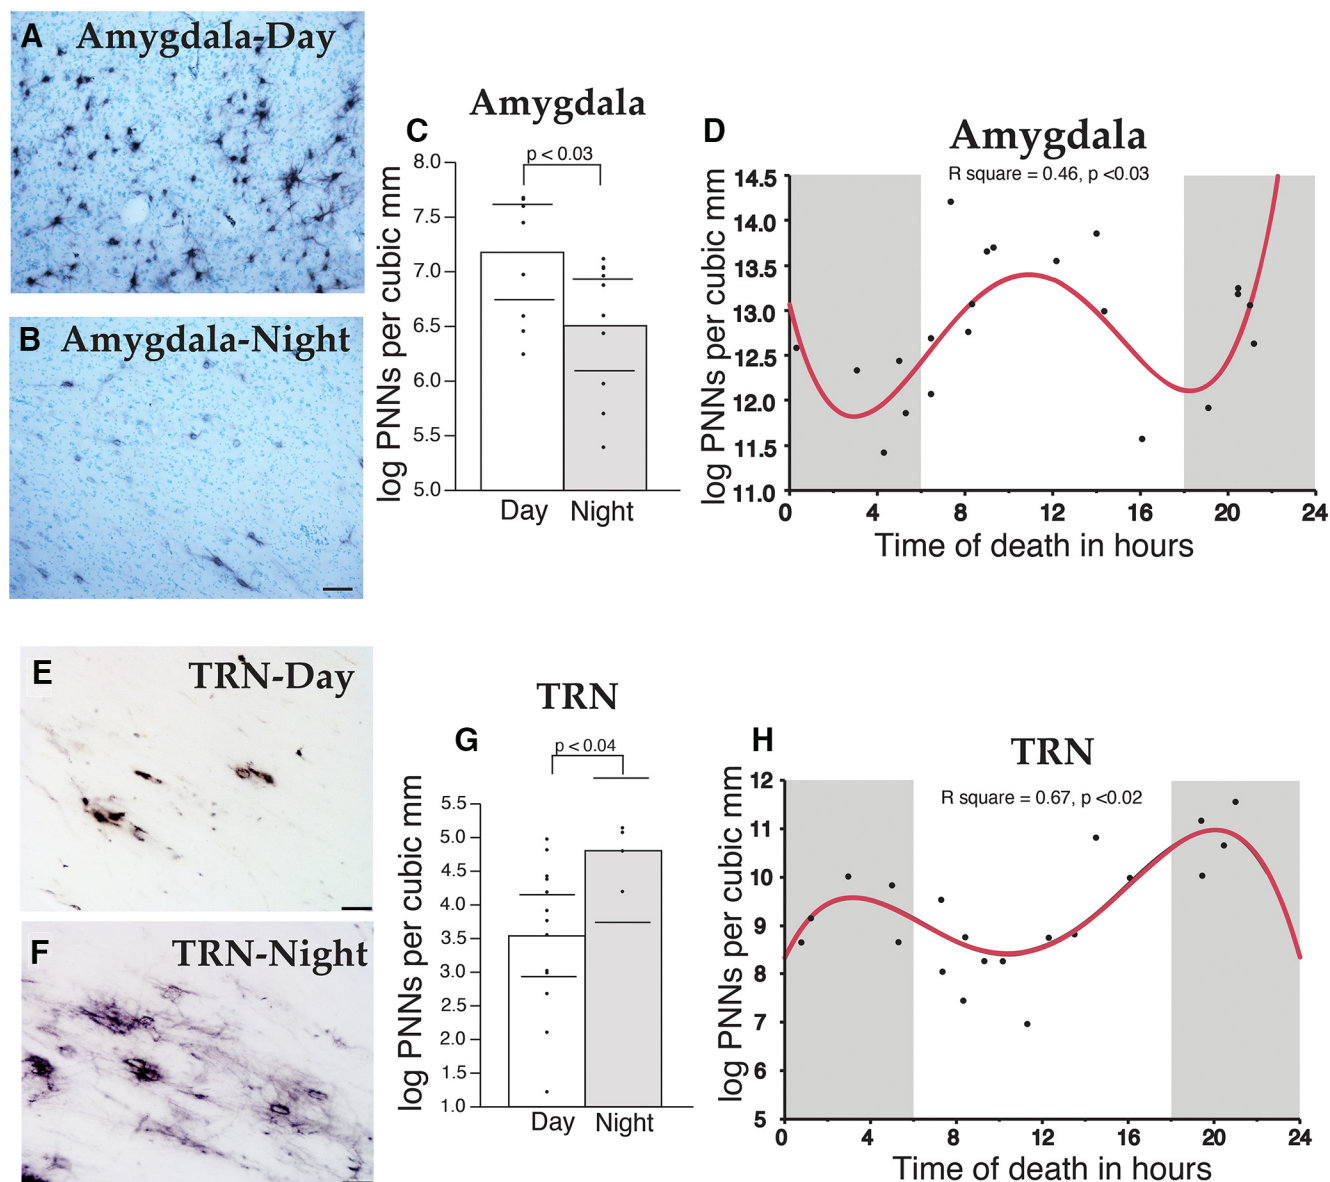 A Amygdala-Day
B Amygdala-Night
C
Amygdala
p < 0.03
log PNNs per cubic mm
8.0
7.5
7.0
6.5
6.0
5.5
5.0
Day Night
D
Amygdala
R square = 0.46, p <0.03
log PNNs per cubic mm
14.5
14.0
13.5
13.0
12.5
12.0
11.5
11.0
0 4 8 12 16 20 24
Time of death in hours
E TRN-Day
F TRN-Night
G
TRN
p < 0.04
log PNNs per cubic mm
5.5
5.0
4.5
4.0
3.5
3.0
2.5
2.0
1.5
1.0
Day Night
H
TRN
R square = 0.67, p <0.02
log PNNs per cubic mm
12
11
10
9
8
7
6
5
0 4 8 12 16 20 24
Time of death in hours